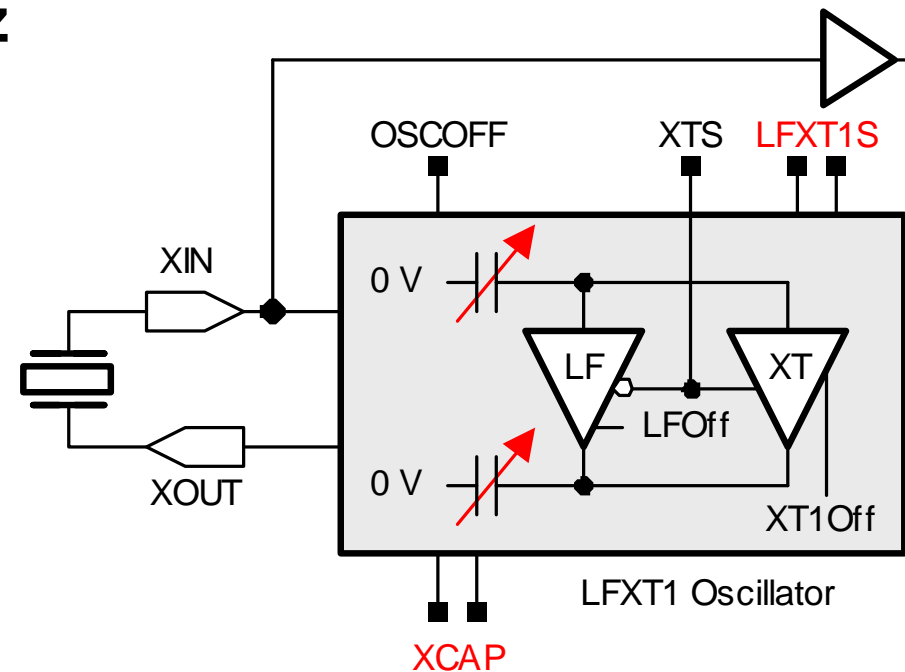 z
OSCOFF XTS LFXT1S
XIN
0 V
LF XT
LFOff
0 V
XOUT
XT1Off
LFXT1 Oscillator
XCAP